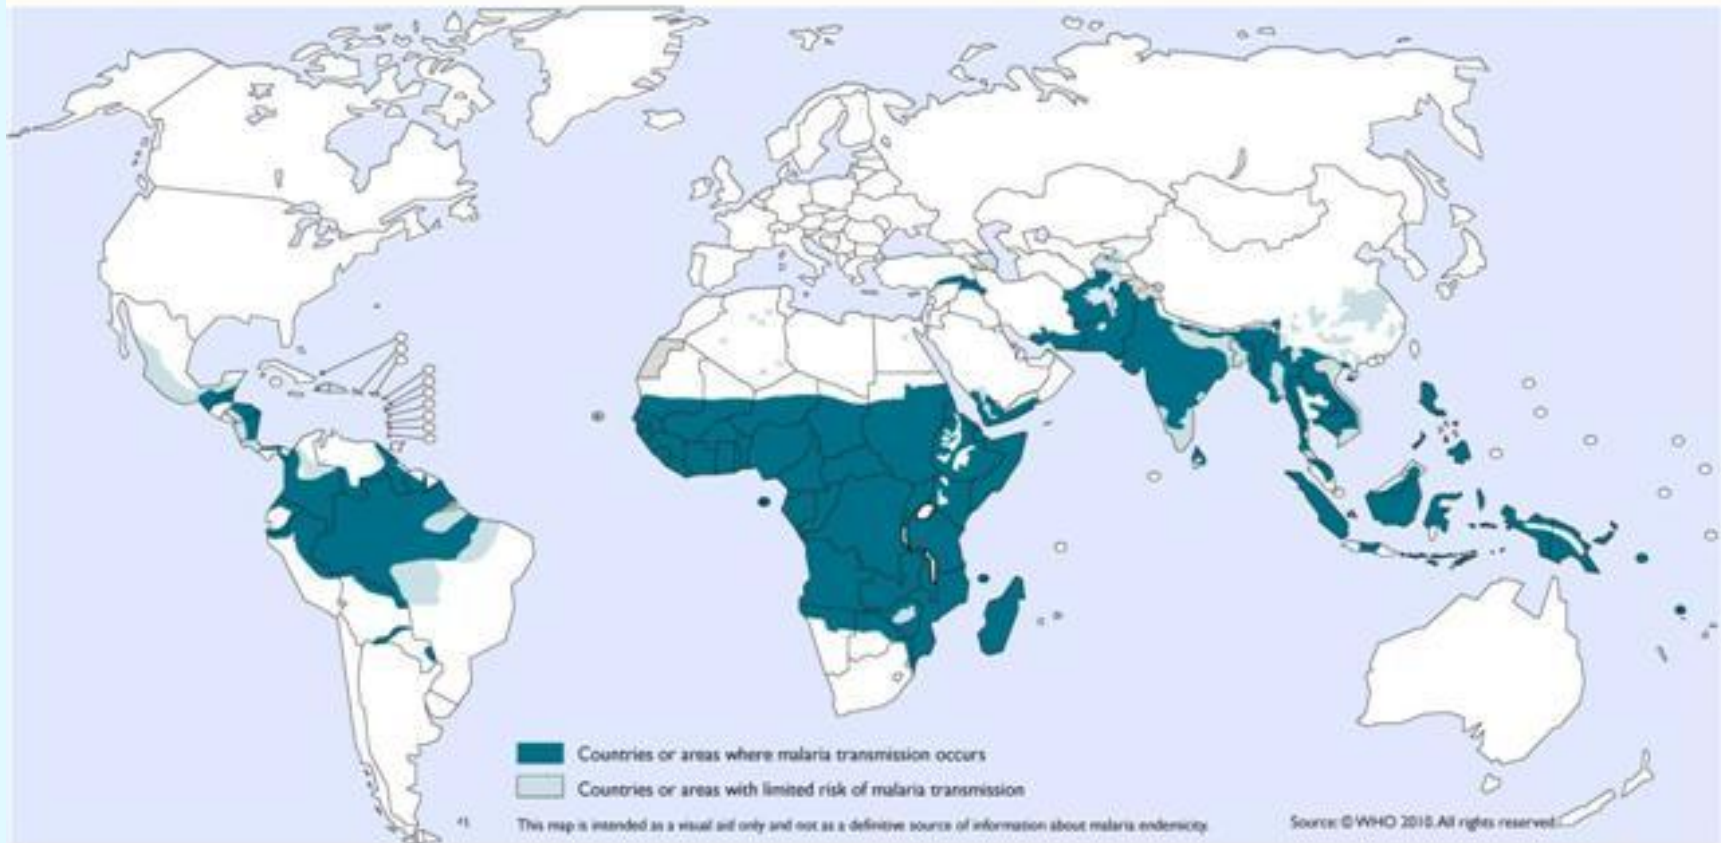 Countries or areas where malaria transmission occurs
Countries or areas with limited risk of malaria transmission
This map is intended as a visual aid only and not as a definitive source of information about malaria endemicity.
Source: © WHO 2010. All rights reserved.